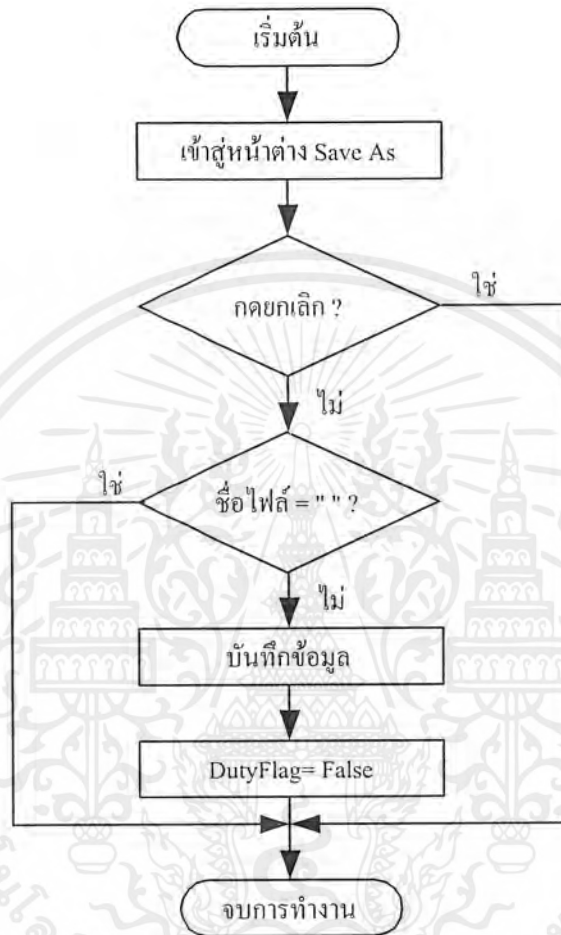 เริ่มต้น
เข้าสู่หน้าต่าง Save As
กดยกเลิก ?
ใช่
ไม่
ใช่
ชื่อไฟล์ = " " ?
ไม่
บันทึกข้อมูล
DutyFlag= False
จบการทำงาน